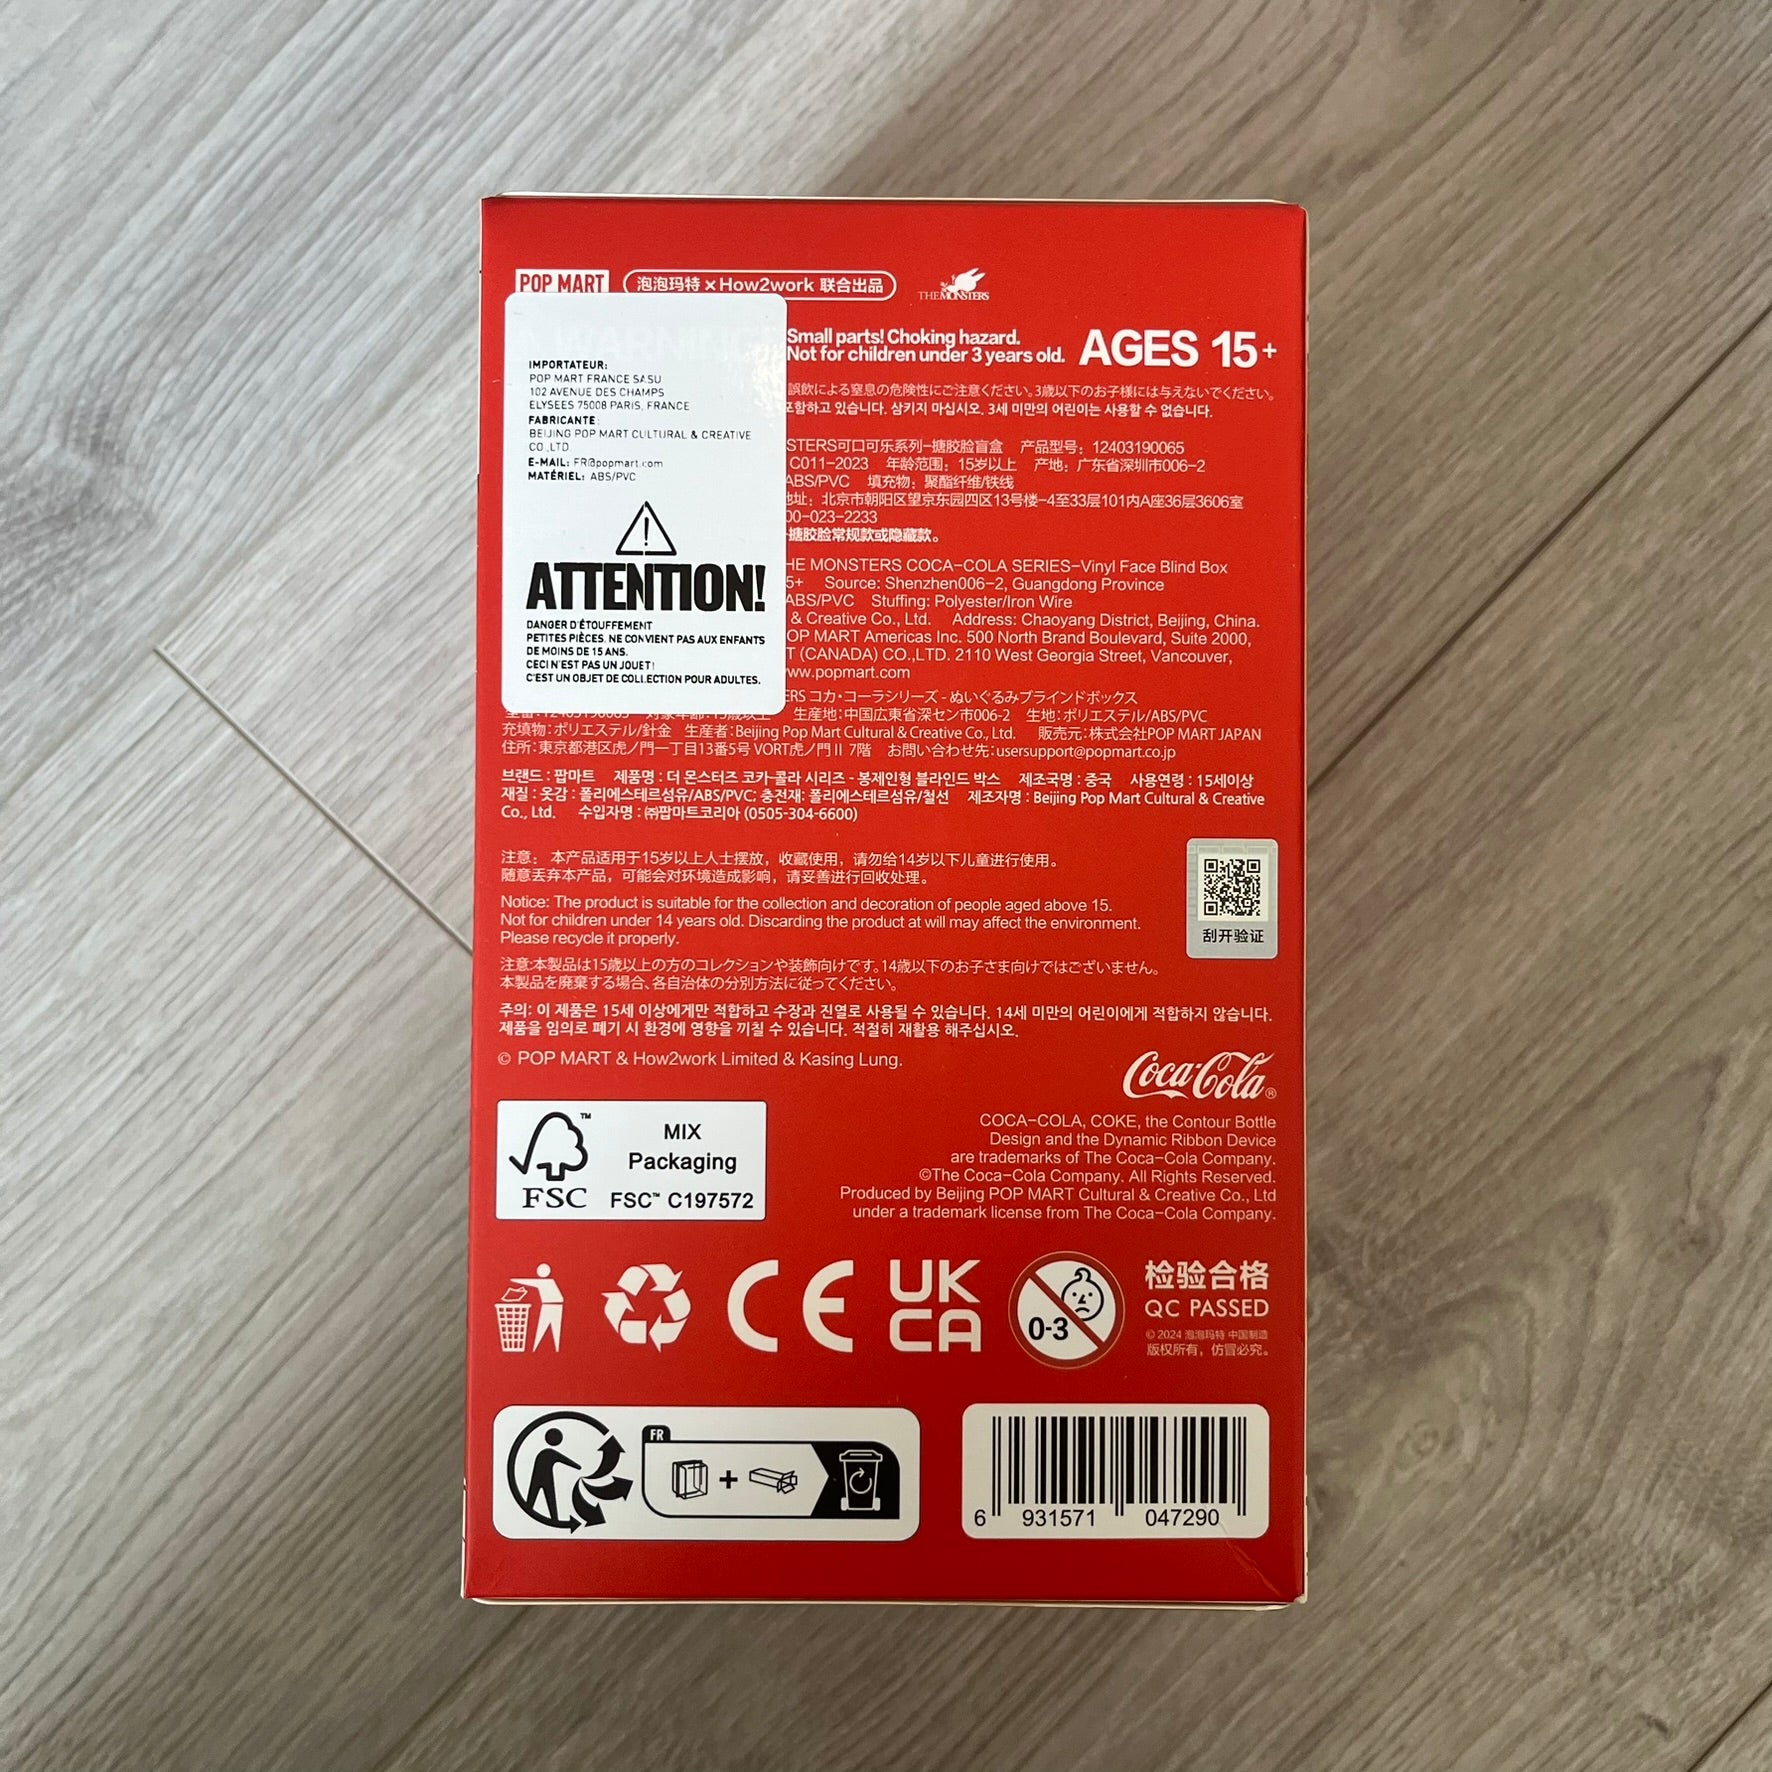 POP MART
泡泡玛特 × How2work 联合出品
THE MONSTERS
WARNING
Small parts! Choking hazard.
Not for children under 3 years old.
AGES 15+
誤飲による窒息の危険性にご注意ください。3歳以下のお子様には与えないでください。
포함하고 있습니다. 삼키지 마십시오. 3세 미만의 어린이는 사용할 수 없습니다.
IMPORTATEUR:
POP MART FRANCE SASU
102 AVENUE DES CHAMPS
ELYSEES 75008 PARIS, FRANCE
FABRICANTE:
BEIJING POP MART CULTURAL & CREATIVE
CO.,LTD.
E-MAIL: FR@popmart.com
MATÉRIEL: ABS/PVC
ATTENTION!
DANGER D'ÉTOUFFEMENT
PETITES PIÈCES. NE CONVIENT PAS AUX ENFANTS
DE MOINS DE 15 ANS.
CECI N'EST PAS UN JOUET!
C'EST UN OBJET DE COLLECTION POUR ADULTES.
STERS可口可乐系列-搪胶脸盲盒 产品型号：12403190065
C011-2023 年龄范围：15岁以上 产地：广东省深圳市006-2
ABS/PVC 填充物：聚酯纤维/铁线
地址：北京市朝阳区望京东园四区13号楼-4至33层101内A座36层3606室
00-023-2233
搪胶脸常规款或隐藏款。
HE MONSTERS COCA-COLA SERIES-Vinyl Face Blind Box
5+ Source: Shenzhen006-2, Guangdong Province
ABS/PVC Stuffing: Polyester/Iron Wire
& Creative Co., Ltd. Address: Chaoyang District, Beijing, China.
OP MART Americas Inc. 500 North Brand Boulevard, Suite 2000,
T (CANADA) CO.,LTD. 2110 West Georgia Street, Vancouver,
ww.popmart.com
ERS コカ・コーラシリーズ - ぬいぐるみブラインドボックス
生産地：中国広東省深セン市006-2 生地：ポリエステル/ABS/PVC
充填物：ポリエステル/針金 生産者：Beijing Pop Mart Cultural & Creative Co., Ltd. 販売元：株式会社POP MART JAPAN
住所：東京都港区虎ノ門一丁目13番5号 VORT虎ノ門II 7階 お問い合わせ先：usersupport@popmart.co.jp
브랜드 : 팝마트 제품명 : 더 몬스터즈 코카-콜라 시리즈 - 봉제인형 블라인드 박스 제조국명 : 중국 사용연령 : 15세이상
재질 : 옷감 : 폴리에스테르섬유/ABS/PVC; 충전재: 폴리에스테르섬유/철선 제조자명 : Beijing Pop Mart Cultural & Creative
Co., Ltd. 수입자명 : ㈜팝마트코리아 (0505-304-6600)
注意： 本产品适用于15岁以上人士摆放，收藏使用，请勿给14岁以下儿童进行使用。
随意丢弃本产品，可能会对环境造成影响，请妥善进行回收处理。
Notice: The product is suitable for the collection and decoration of people aged above 15.
Not for children under 14 years old. Discarding the product at will may affect the environment.
Please recycle it properly.
刮开验证
注意:本製品は15歳以上の方のコレクションや装飾向けです。14歳以下のお子さま向けではございません。
本製品を廃棄する場合、各自治体の分別方法に従ってください。
주의: 이 제품은 15세 이상에게만 적합하고 수장과 진열로 사용될 수 있습니다. 14세 미만의 어린이에게 적합하지 않습니다.
제품을 임의로 폐기 시 환경에 영향을 끼칠 수 있습니다. 적절히 재활용 해주십시오.
© POP MART & How2work Limited & Kasing Lung.
Coca-Cola®
COCA-COLA, COKE, the Contour Bottle
Design and the Dynamic Ribbon Device
are trademarks of The Coca-Cola Company.
©The Coca-Cola Company. All Rights Reserved.
Produced by Beijing POP MART Cultural & Creative Co., Ltd
under a trademark license from The Coca-Cola Company.
™
FSC
MIX
Packaging
FSC™ C197572
CE
UK
CA
0-3
检验合格
QC PASSED
© 2024 泡泡玛特 中国制造
版权所有，仿冒必究。
FR
+
6 931571 047290